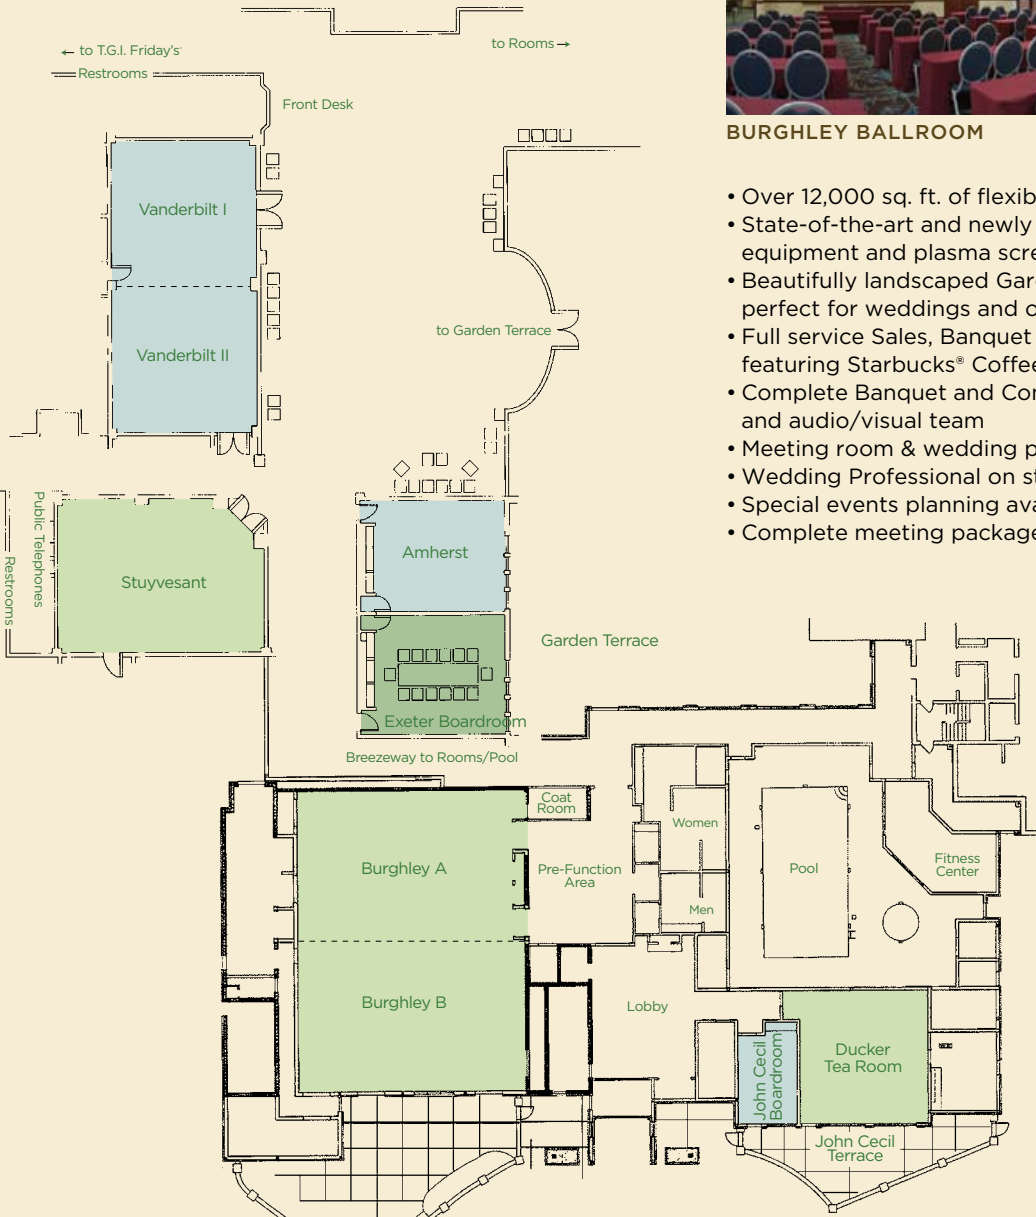 ← to T.G.I. Friday's
to Rooms →
Restrooms
Front Desk
BURGHLEY BALLROOM
Vanderbilt I
• Over 12,000 sq. ft. of flexib
• State-of-the-art and newly
equipment and plasma scre
• Beautifully landscaped Gar
perfect for weddings and o
• Full service Sales, Banquet
featuring Starbucks® Coffee
• Complete Banquet and Cor
and audio/visual team
• Meeting room & wedding p
• Wedding Professional on st
• Special events planning ava
• Complete meeting package
to Garden Terrace
Vanderbilt II
Public Telephones
Restrooms
Stuyvesant
Amherst
Garden Terrace
Exeter Boardroom
Breezeway to Rooms/Pool
Coat
Room
Women
Burghley A
Pre-Function
Area
Pool
Fitness
Center
Men
Burghley B
Lobby
John Cecil
Boardroom
Ducker
Tea Room
John Cecil
Terrace